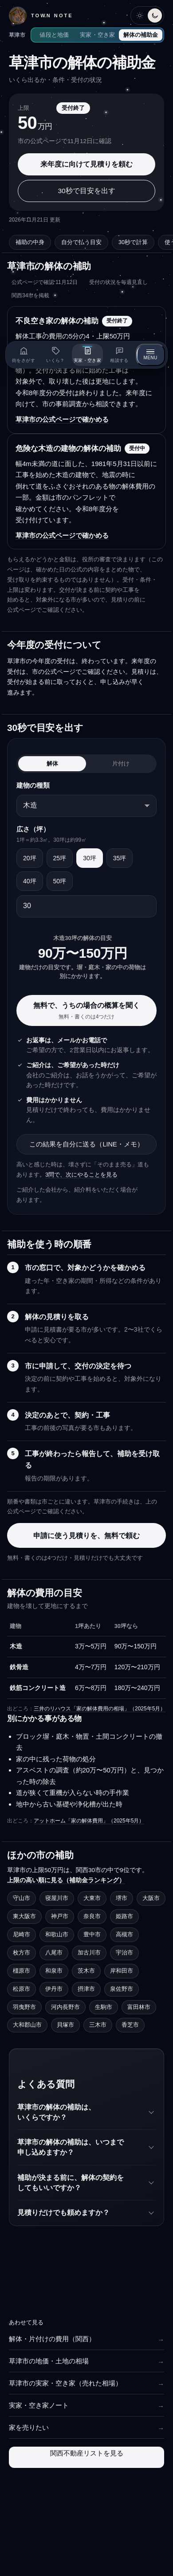 TOWN NOTE
草津市
値段と地価
実家・空き家
解体の補助金
草津市の解体の補助金
いくら出るか・条件・受付の状況
上限
受付終了
50万円
市の公式ページで11月12日に確認
来年度に向けて見積りを頼む
30秒で目安を出す
2026年11月21日 更新
補助の中身
自分で払う目安
30秒で計算
草津市の解体の補助
公式ページで確認 11月12日
受付の状況を毎週見直し
関西34市を掲載
不良空き家の解体の補助
受付終了
解体工事の費用の5分の4・上限50万円
売りみせる
いくら？
実家・空き家
相談する
MENU
対象外で、取り壊した後は更地にします。
令和8年度分の受付は終わりました。来年度に
向けて、市の事前調査から相談できます。
草津市の公式ページで確かめる
危険な木造の建物の解体の補助
受付中
幅4m未満の道に面した、1981年5月31日以前に
工事を始めた木造の建物で、地震の時に
倒れて道をふさぐおそれのある物の解体費用の
一部。金額は市のパンフレットで
確かめてください。令和8年度分を
受け付けています。
草津市の公式ページで確かめる
もらえるかどうかと金額は、役所の審査で決まります（この
ページは、確かめた日の公式の内容をまとめた物で、
受け取りを約束するものではありません）。受付・条件・
上限は変わります。交付が決まる前に契約や工事を
始めると、対象外になる市が多いので、見積りの前に
公式ページでご確認ください。
今年度の受付について
草津市の今年度の受付は、終わっています。来年度の
受付は、市の公式ページでご確認ください。見積りは、
受付が始まる前に取っておくと、申し込みが早く
進みます。
30秒で目安を出す
解体
片付け
建物の種類
木造
広さ（坪）
1坪＝約3.3㎡。30坪は約99㎡
20坪
25坪
30坪
35坪
40坪
50坪
30
木造30坪の解体の目安
90万〜150万円
建物だけの目安です。塀・庭木・家の中の荷物は
別にかかります。
無料で、うちの場合の概算を聞く
無料・書くのは4つだけ
✓ お返事は、メールかお電話で
ご希望の方で、2営業日以内にお返事します。
✓ ご紹介は、ご希望があった時だけ
会社のご紹介は、お話をうかがって、ご希望が
あった時だけです。
✓ 費用はかかりません
見積りだけで終わっても、費用はかかりませ
ん。
この結果を自分に送る（LINE・メモ）
高いと感じた時は、壊さずに「そのまま売る」道も
あります。3問で、次にやることを見る
ご紹介した会社から、紹介料をいただく場合が
あります。
補助を使う時の順番
1 市の窓口で、対象かどうかを確かめる
建った年・空き家の期間・所得などの条件があり
ます。
2 解体の見積りを取る
申請に見積書が要る市が多いです。2〜3社でくら
べると安心です。
3 市に申請して、交付の決定を待つ
決定の前に契約や工事を始めると、対象外になり
ます。
4 決定のあとで、契約・工事
工事の前後の写真が要る市もあります。
5 工事が終わったら報告して、補助を受け取
る
報告の期限があります。
順番や書類は市ごとに違います。草津市の手続きは、上の
公式ページでご確認ください。
申請に使う見積りを、無料で頼む
無料・書くのは4つだけ・見積りだけでも大丈夫です
解体の費用の目安
建物を壊して更地にするまで
建物
1坪あたり
30坪なら
木造
3万〜5万円
90万〜150万円
鉄骨造
4万〜7万円
120万〜210万円
鉄筋コンクリート造
6万〜8万円
180万〜240万円
出どころ：三井のリハウス「家の解体費用の相場」（2025年5月）
別にかかる事がある物
• ブロック塀・庭木・物置・土間コンクリートの撤
去
• 家の中に残った荷物の処分
• アスベストの調査（約20万〜50万円）と、見つか
った時の除去
• 道が狭くて重機が入らない時の手作業
• 地中から古い基礎や浄化槽が出た時
出どころ：アットホーム「家の解体費用」（2025年5月）
ほかの市の補助
草津市の上限50万円は、関西30市の中で9位です。
上限の高い順に見る（補助金ランキング）
守山市
寝屋川市
大東市
堺市
大阪市
東大阪市
神戸市
奈良市
姫路市
尼崎市
和歌山市
豊中市
高槻市
枚方市
八尾市
加古川市
宇治市
橿原市
和泉市
茨木市
岸和田市
松原市
伊丹市
摂津市
泉佐野市
羽曳野市
河内長野市
生駒市
富田林市
大和郡山市
貝塚市
三木市
香芝市
よくある質問
草津市の解体の補助は、
いくらですか？
草津市の解体の補助は、いつまで
申し込めますか？
補助が決まる前に、解体の契約を
してもいいですか？
見積りだけでも頼めますか？
あわせて見る
解体・片付けの費用（関西） →
草津市の地価・土地の相場 →
草津市の実家・空き家（売れた相場） →
実家・空き家ノート →
家を売りたい →
関西不動産リストを見る